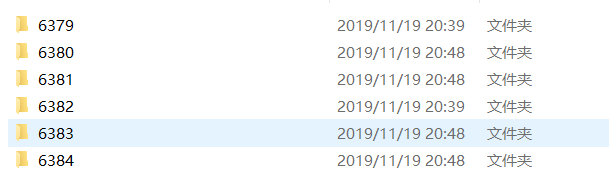 6379 2019/11/19 20:39 文件夹
6380 2019/11/19 20:48 文件夹
6381 2019/11/19 20:48 文件夹
6382 2019/11/19 20:39 文件夹
6383 2019/11/19 20:48 文件夹
6384 2019/11/19 20:48 文件夹